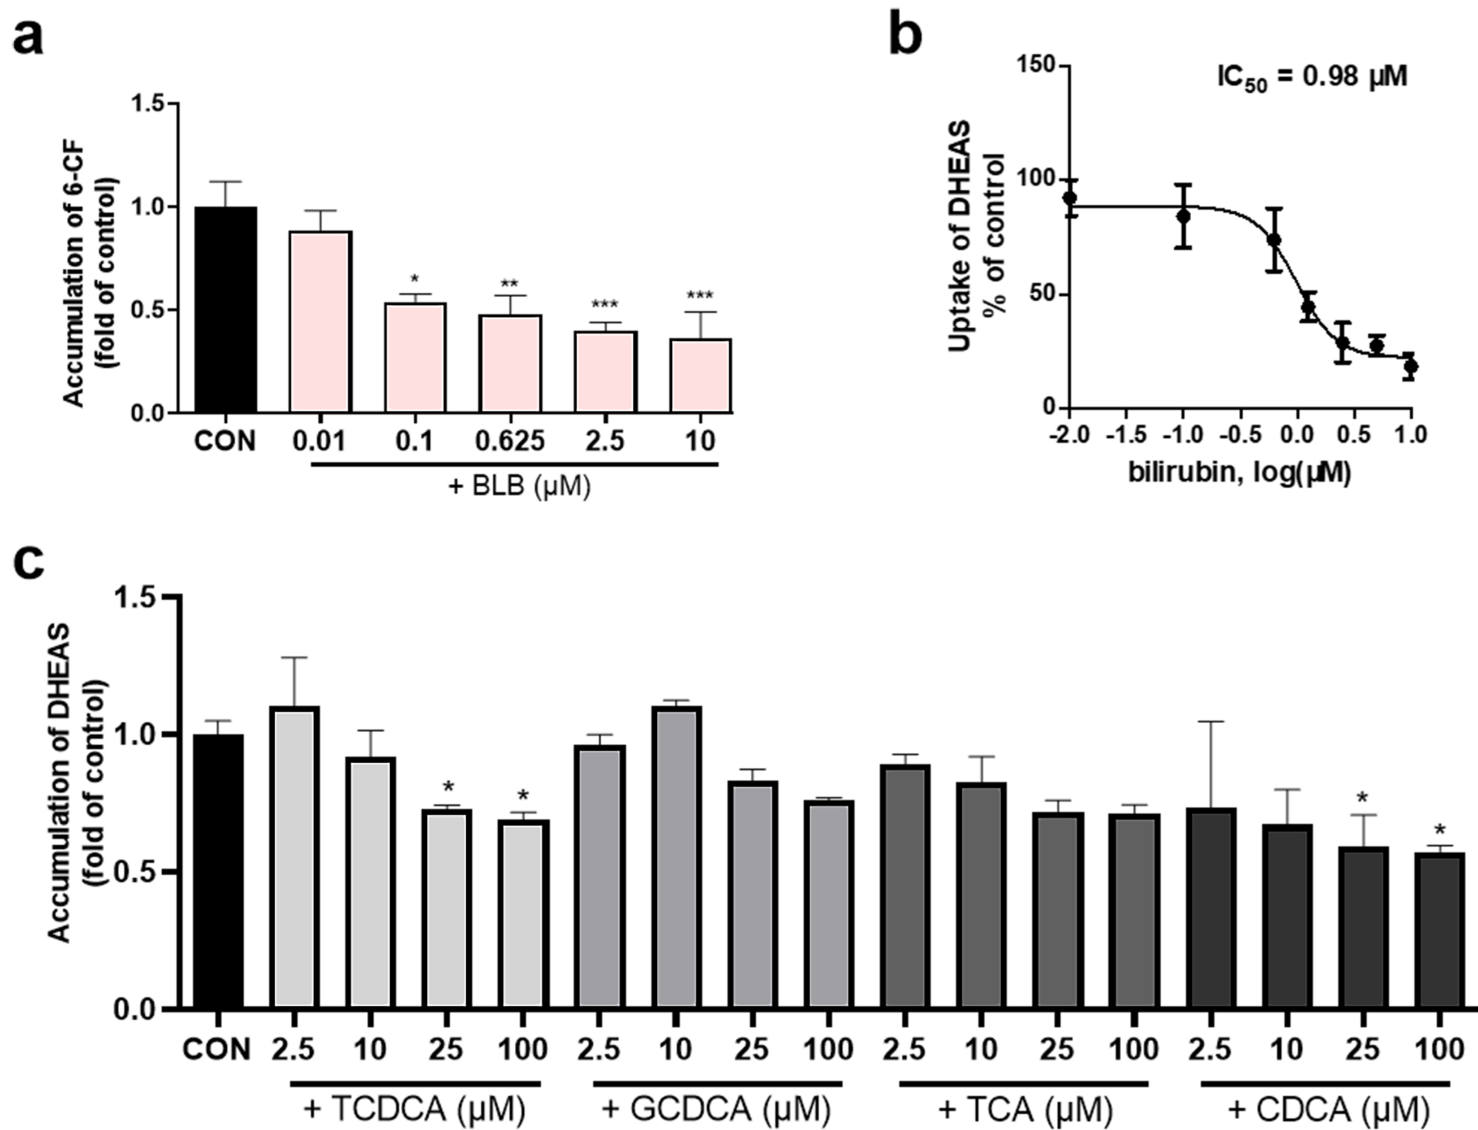 a
Accumulation of 6-CF
(fold of control)
1.5
1.0
0.5
0.0
* ** *** ***
CON 0.01 0.1 0.625 2.5 10
+ BLB (µM)
b
Uptake of DHEAS
% of control
150
100
50
0
IC50 = 0.98 µM
-2.0 -1.5 -1.0 -0.5 0.0 0.5 1.0
bilirubin, log(µM)
c
Accumulation of DHEAS
(fold of control)
1.5
1.0
0.5
0.0
* * * *
CON 2.5 10 25 100 2.5 10 25 100 2.5 10 25 100 2.5 10 25 100
+ TCDCA (µM) + GCDCA (µM) + TCA (µM) + CDCA (µM)